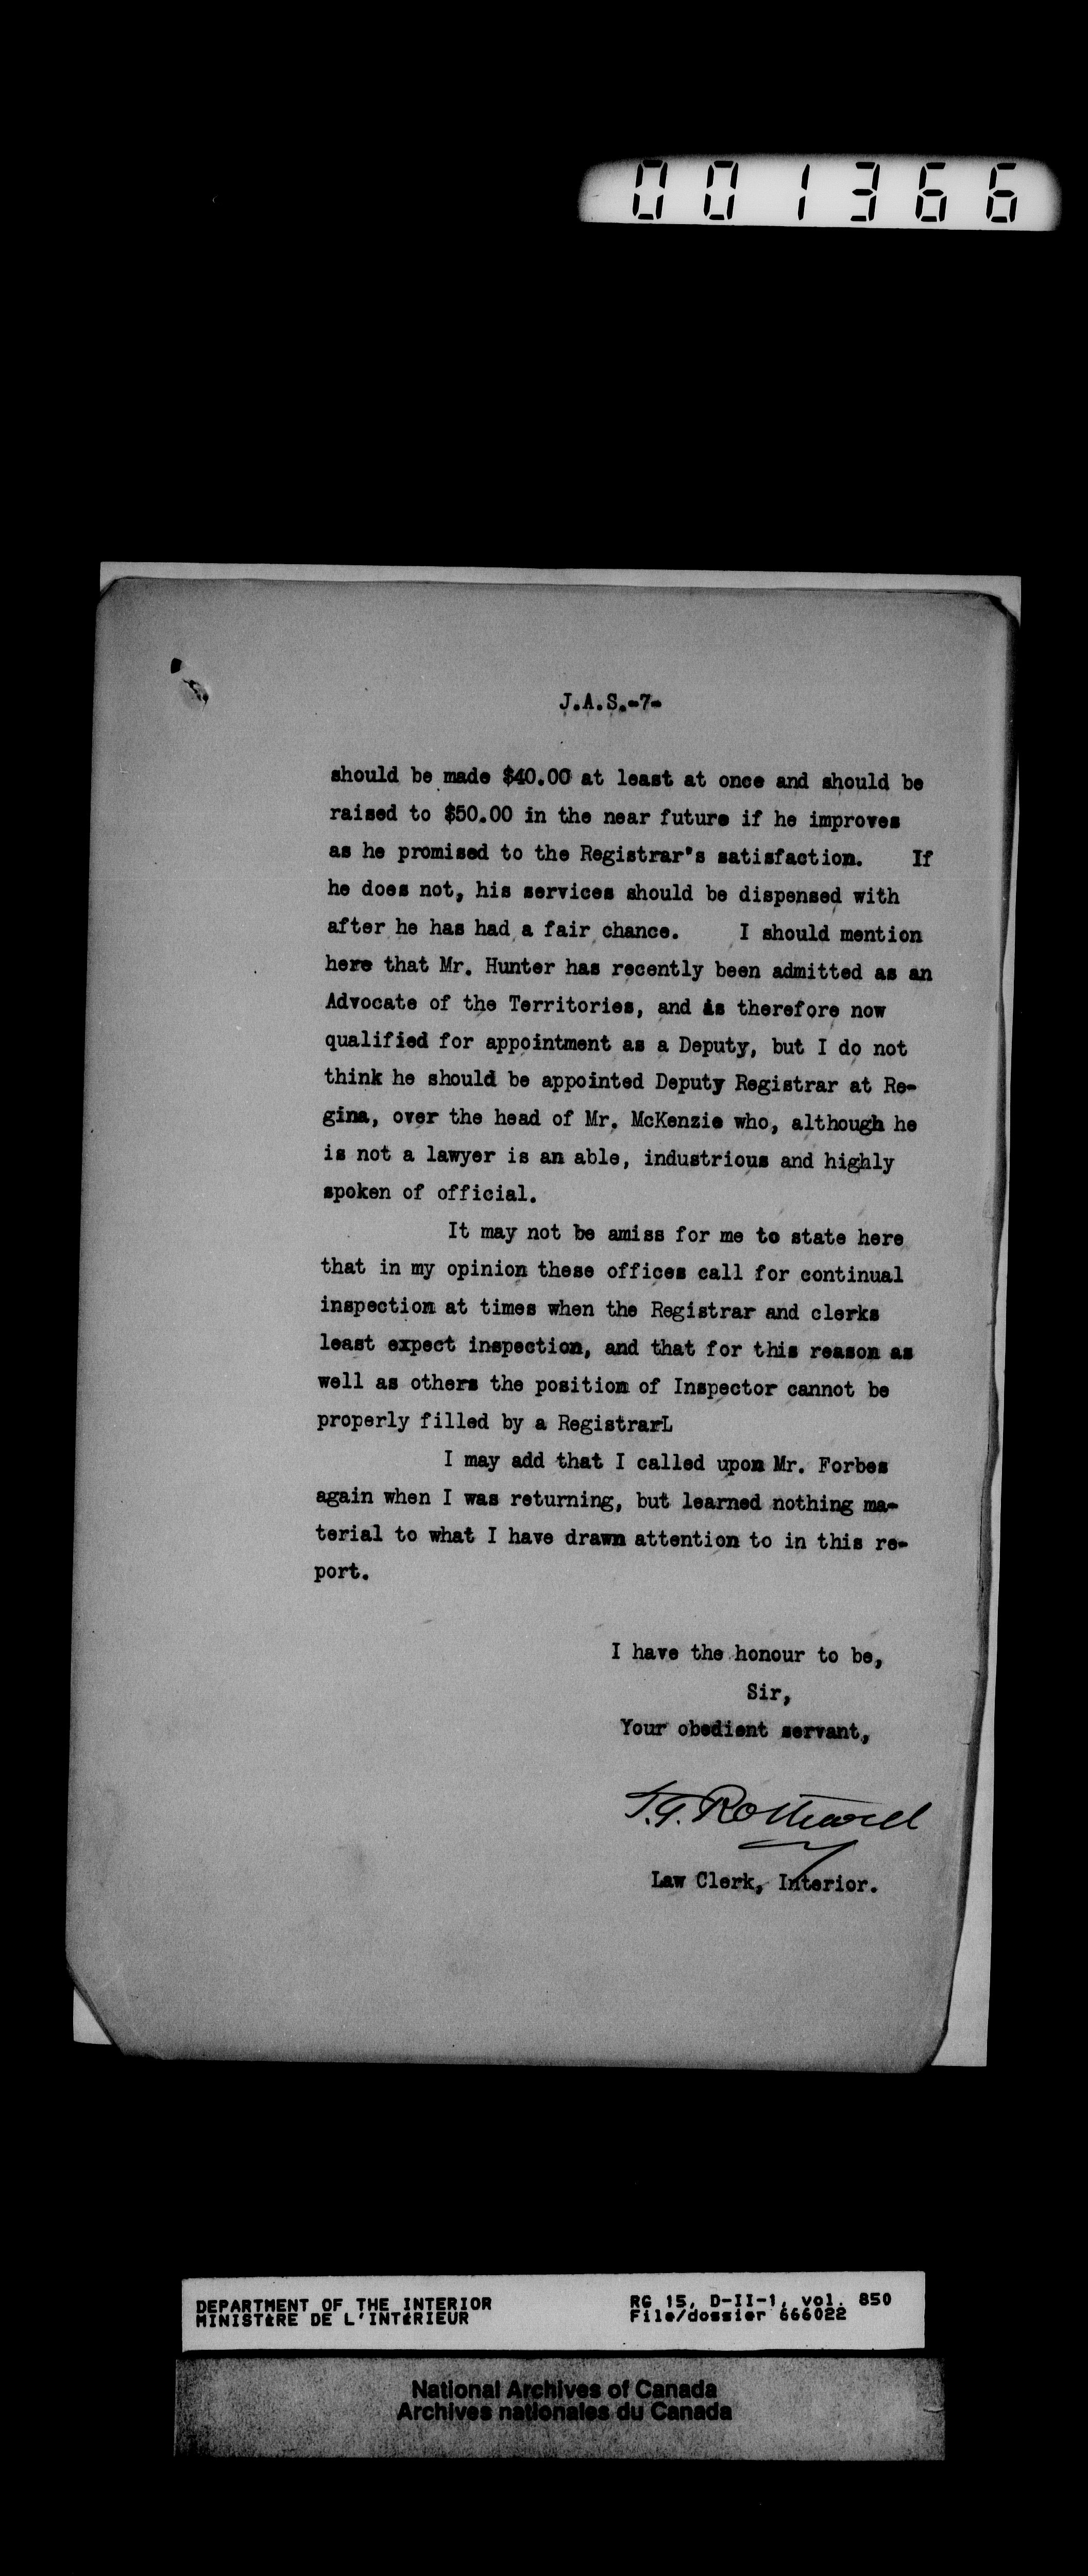 001366
J.A.S.-7-
should be made $40.00 at least at once and should be
raised to $50.00 in the near future if he improves
as he promised to the Registrar's satisfaction. If
he does not, his services should be dispensed with
after he has had a fair chance. I should mention
here that Mr. Hunter has recently been admitted as an
Advocate of the Territories, and is therefore now
qualified for appointment as a Deputy, but I do not
think he should be appointed Deputy Registrar at Re-
gina, over the head of Mr. McKenzie who, although he
is not a lawyer is an able, industrious and highly
spoken of official.
It may not be amiss for me to state here
that in my opinion these offices call for continual
inspection at times when the Registrar and clerks
least expect inspection, and that for this reason as
well as others the position of Inspector cannot be
properly filled by a RegistrarL
I may add that I called upon Mr. Forbes
again when I was returning, but learned nothing ma-
terial to what I have drawn attention to in this re-
port.
I have the honour to be,
Sir,
Your obedient servant,
T.G. Rothwell
Law Clerk, Interior.
DEPARTMENT OF THE INTERIOR
MINISTÈRE DE L'INTÉRIEUR
RG 15, D-II-1, vol. 850
File/dossier 666022
National Archives of Canada
Archives nationales du Canada